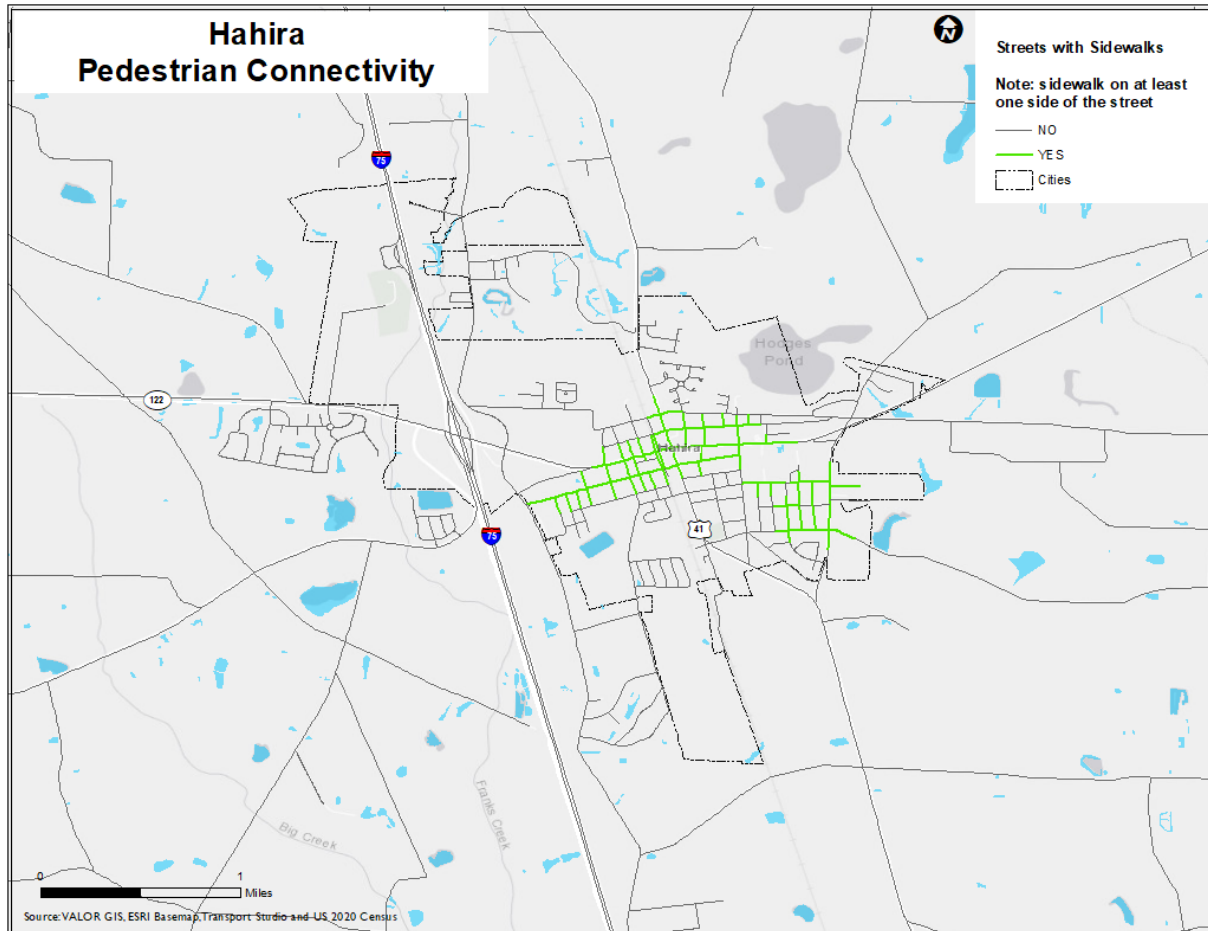 Hahira
Pedestrian Connectivity
N
Streets with Sidewalks
Note: sidewalk on at least
one side of the street
NO
YES
Cities
75
Hodges
Pond
122
Hahira
41
75
Franks Creek
Big Creek
0 1
Miles
Source: VALOR GIS, ESRI Basemap, Transport Studio and US 2020 Census